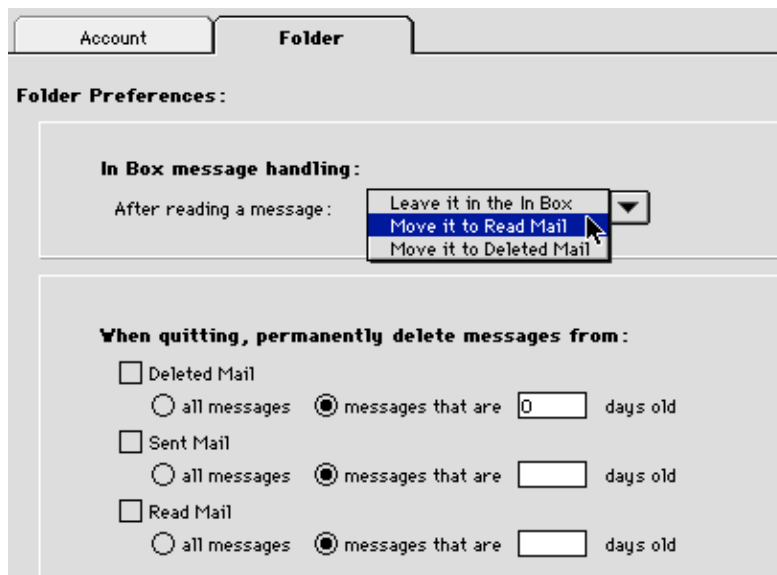 Account Folder
Folder Preferences:
In Box message handling:
After reading a message: Leave it in the In Box
Move it to Read Mail
Move it to Deleted Mail
When quitting, permanently delete messages from:
Deleted Mail
all messages messages that are 0 days old
Sent Mail
all messages messages that are days old
Read Mail
all messages messages that are days old